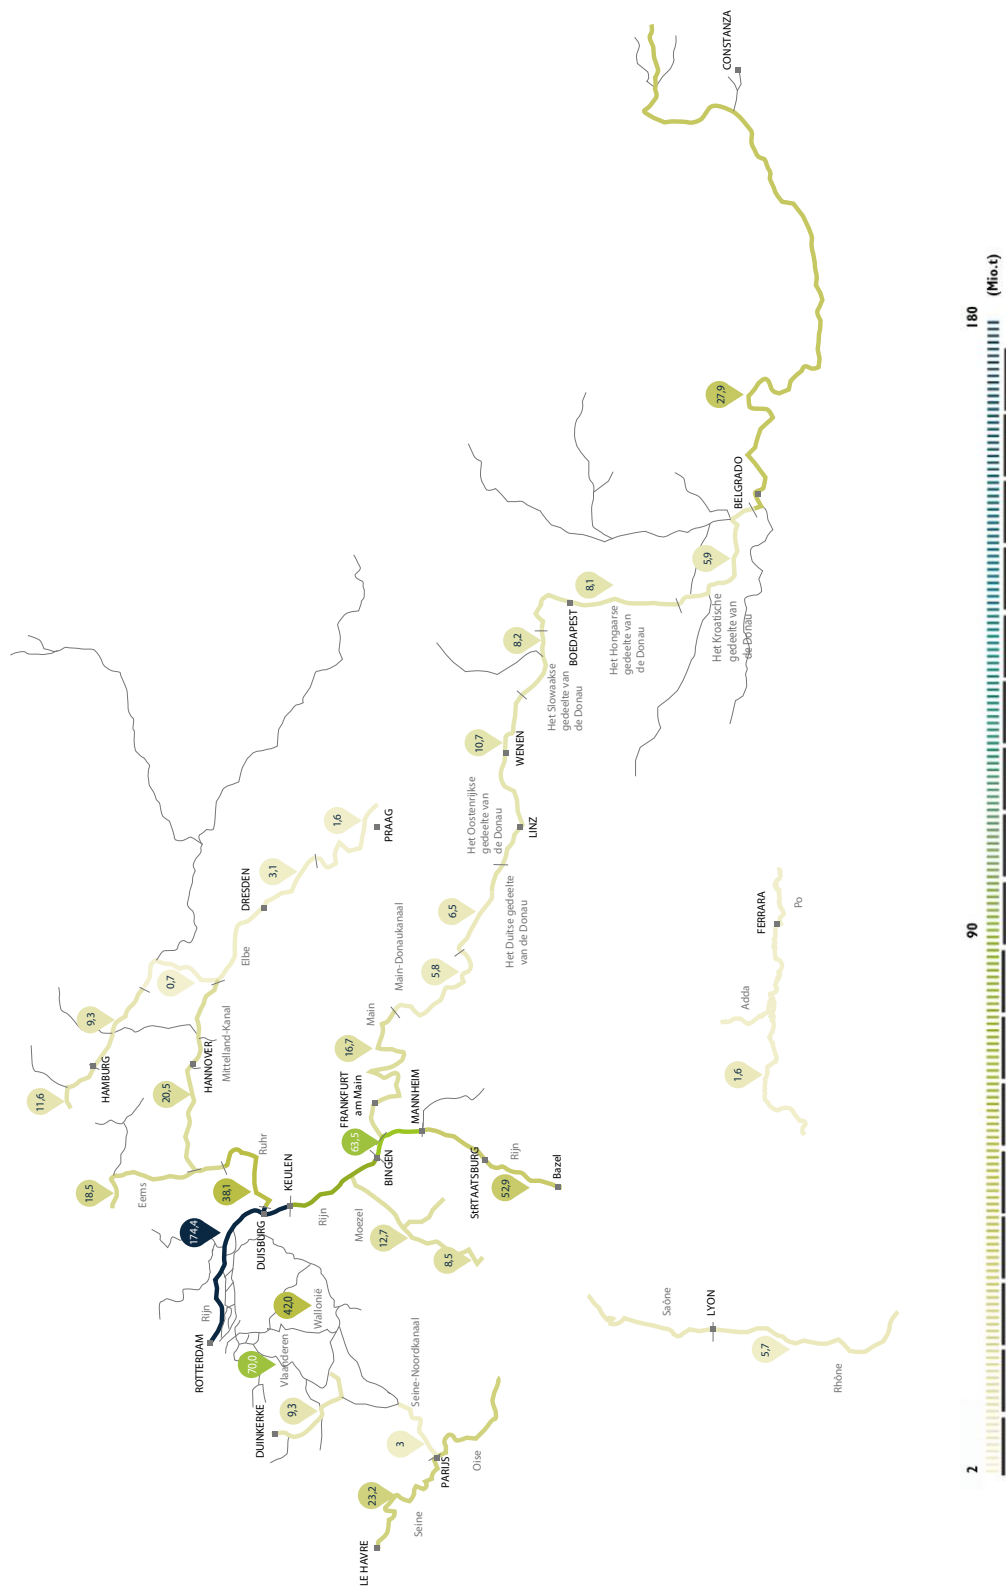 LE HAVRE
23,2
Seine
PARIJS
3
Oise
Seine-Noordkanaal
DUINKERKE
9,3
70,0
Vlaanderen
42,0
Wallonië
ROTTERDAM
Rijn
174,4
DUISBURG
38,1
Ruhr
KEULEN
Rijn
Moezel
12,7
8,5
BINGEN
63,5
FRANKFURT
am Main
MANNHEIM
StRTAATSBURG
Rijn
52,9
Bazel
18,5
Eems
20,5
HANNOVER
Mittelland-Kanal
11,6
HAMBURG
9,3
0,7
Elbe
DRESDEN
3,1
1,6
PRAAG
16,7
Main
5,8
Main-Donaukanaal
6,5
Het Duitse gedeelte
van de Donau
LINZ
Het Oostenrijkse
gedeelte van
de Donau
10,7
WENEN
Het Slowaakse
gedeelte van
de Donau
8,2
BOEDAPEST
8,1
Het Hongaarse
gedeelte van
de Donau
5,9
Het Kroatische
gedeelte van
de Donau
BELGRADO
27,9
CONSTANZA
Saône
LYON
5,7
Rhône
1,6
Adda
FERRARA
Po
2
90
180
(Mio.t)